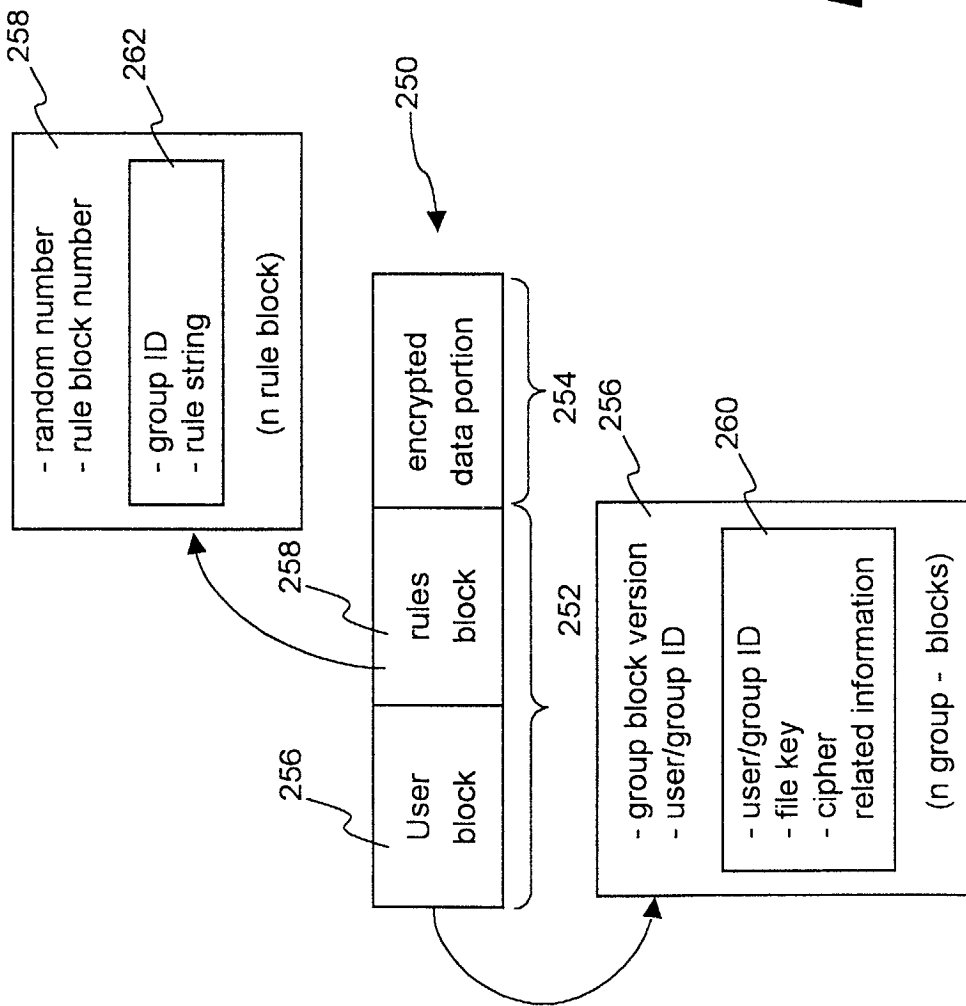 258
- random number
- rule block number
262
- group ID
- rule string
(n rule block)
250
256
User
block
258
rules
block
encrypted
data portion
252
254
256
- group block version
- user/group ID
260
- user/group ID
- file key
- cipher
related information
(n group - blocks)